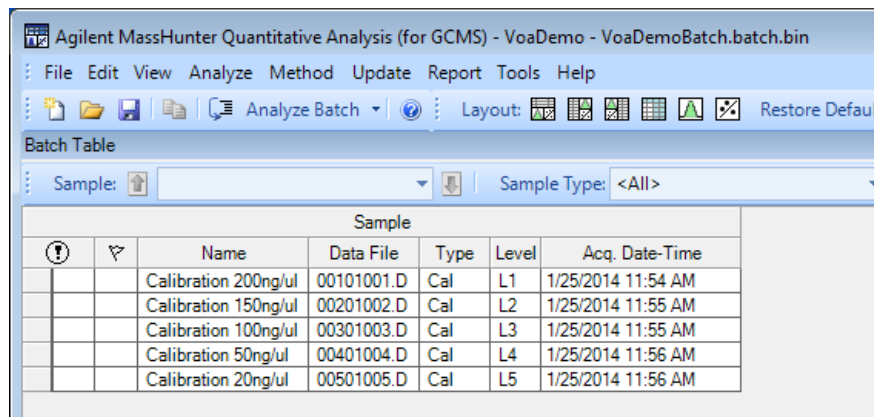 Agilent MassHunter Quantitative Analysis (for GCMS) - VoaDemo - VoaDemoBatch.batch.bin
File Edit View Analyze Method Update Report Tools Help
Analyze Batch Layout: Restore Defau
Batch Table
Sample: Sample Type: <All>
Sample
Name Data File Type Level Acq. Date-Time
Calibration 200ng/ul 00101001.D Cal L1 1/25/2014 11:54 AM
Calibration 150ng/ul 00201002.D Cal L2 1/25/2014 11:55 AM
Calibration 100ng/ul 00301003.D Cal L3 1/25/2014 11:55 AM
Calibration 50ng/ul 00401004.D Cal L4 1/25/2014 11:56 AM
Calibration 20ng/ul 00501005.D Cal L5 1/25/2014 11:56 AM